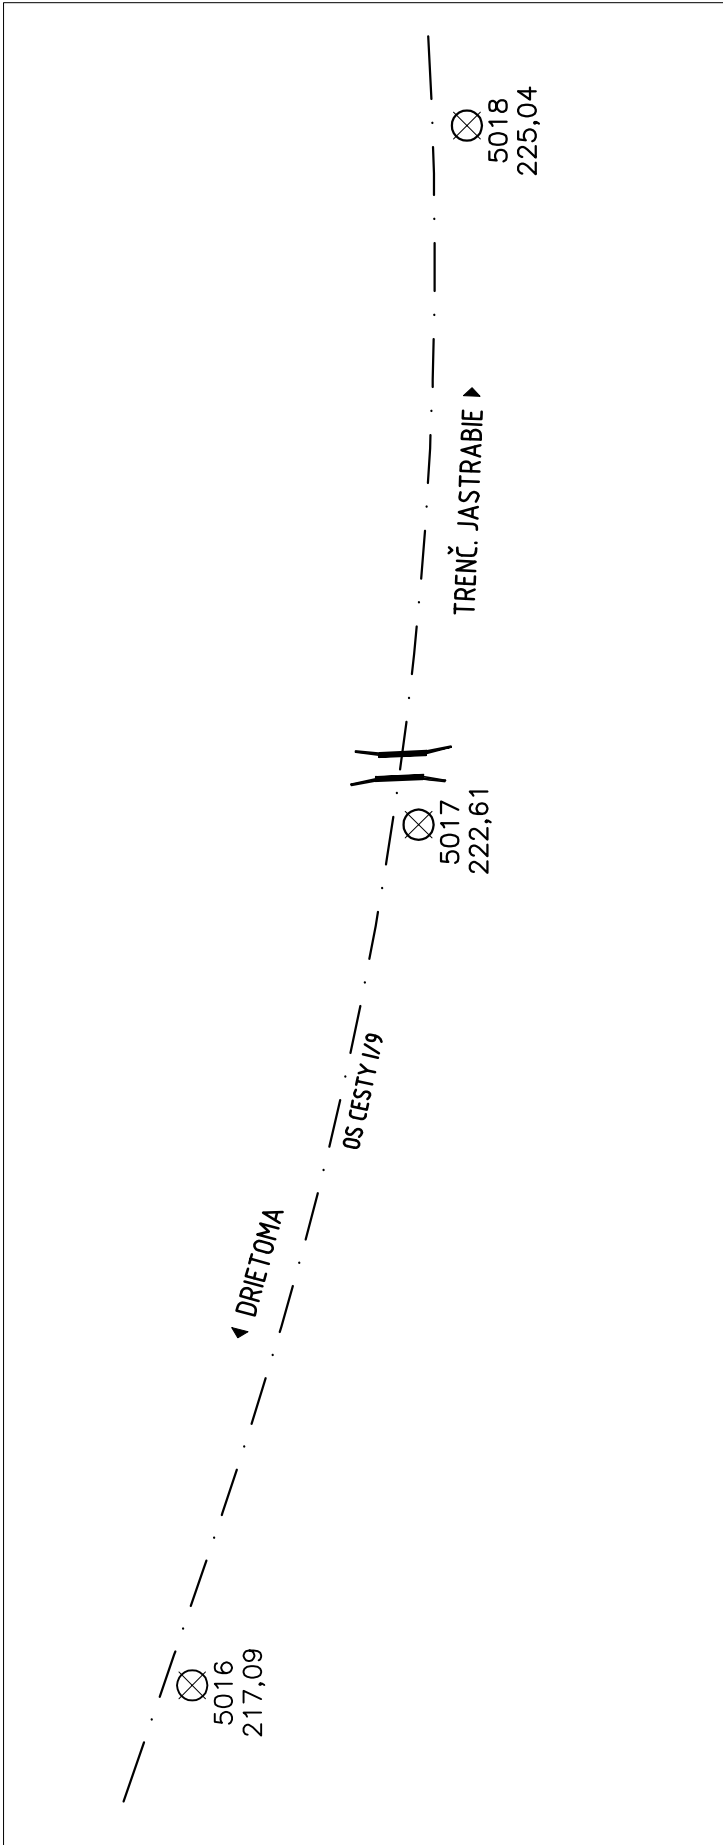 5018
225,04
TRENČ. JASTRABIE
5017
222,61
OS CESTY I/9
DRIETOMA
5016
217,09